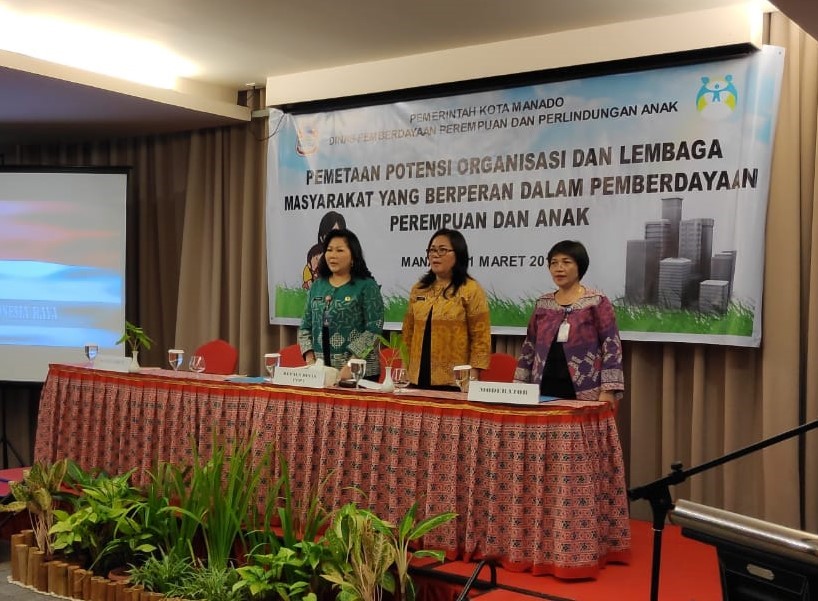 PEMERINTAH KOTA MANADO
DINAS PEMBERDAYAAN PEREMPUAN DAN PERLINDUNGAN ANAK
PEMETAAN POTENSI ORGANISASI DAN LEMBAGA
MASYARAKAT YANG BERPERAN DALAM PEMBERDAYAAN
PEREMPUAN DAN ANAK
MARET
RAYA
MODERATOR